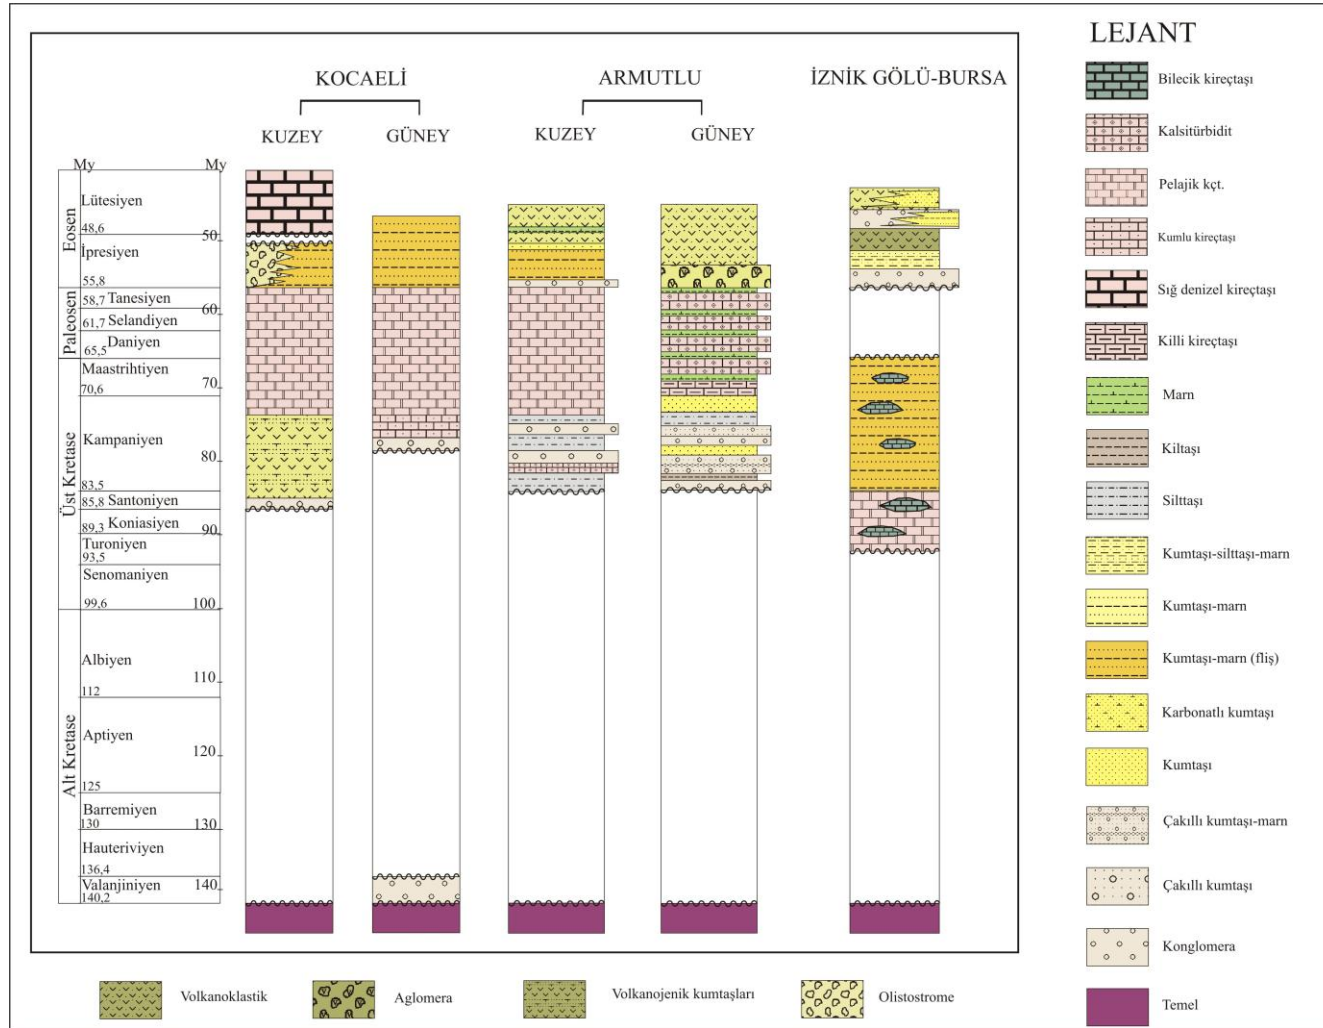 LEJANT
KOCAELİ
ARMUTLU
İZNİK GÖLÜ-BURSA
KUZEY
GÜNEY
KUZEY
GÜNEY
My
My
Eosen
Lütesiyen
48,6
50
İpresiyen
55,8
Paleosen
58,7 Tanesiyen
60
61,7 Selandiyen
Daniyen
65,5
Üst Kretase
Maastrihtiyen
70
70,6
Kampaniyen
80
83,5
85,8 Santoniyen
89,3 Koniasiyen
90
Turoniyen
93,5
Senomaniyen
99,6
100
Alt Kretase
Albiyen
110
112
Aptiyen
120
125
Barremiyen
130
130
Hauteriviyen
136,4
Valanjiniyen
140
140,2
Bilecik kireçtaşı
Kalsitürbidit
Pelajik kçt.
Kumlu kireçtaşı
Sığ denizel kireçtaşı
Killi kireçtaşı
Marn
Kiltaşı
Silttaşı
Kumtaşı-silttaşı-marn
Kumtaşı-marn
Kumtaşı-marn (fliş)
Karbonatlı kumtaşı
Kumtaşı
Çakıllı kumtaşı-marn
Çakıllı kumtaşı
Konglomera
Temel
Volkanoklastik
Aglomera
Volkanojenik kumtaşları
Olistostrome